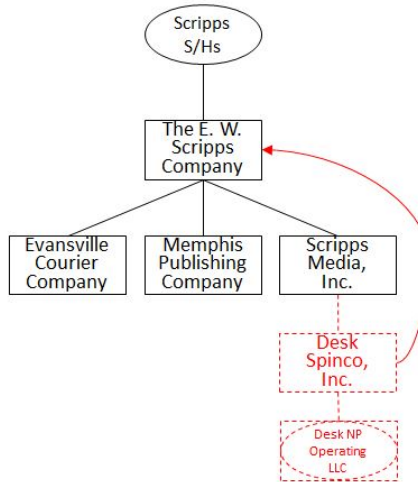 Scripps
S/Hs
The E. W.
Scripps
Company
Evansville
Courier
Company
Memphis
Publishing
Company
Scripps
Media,
Inc.
Desk
Spinco,
Inc.
Desk NP
Operating
LLC